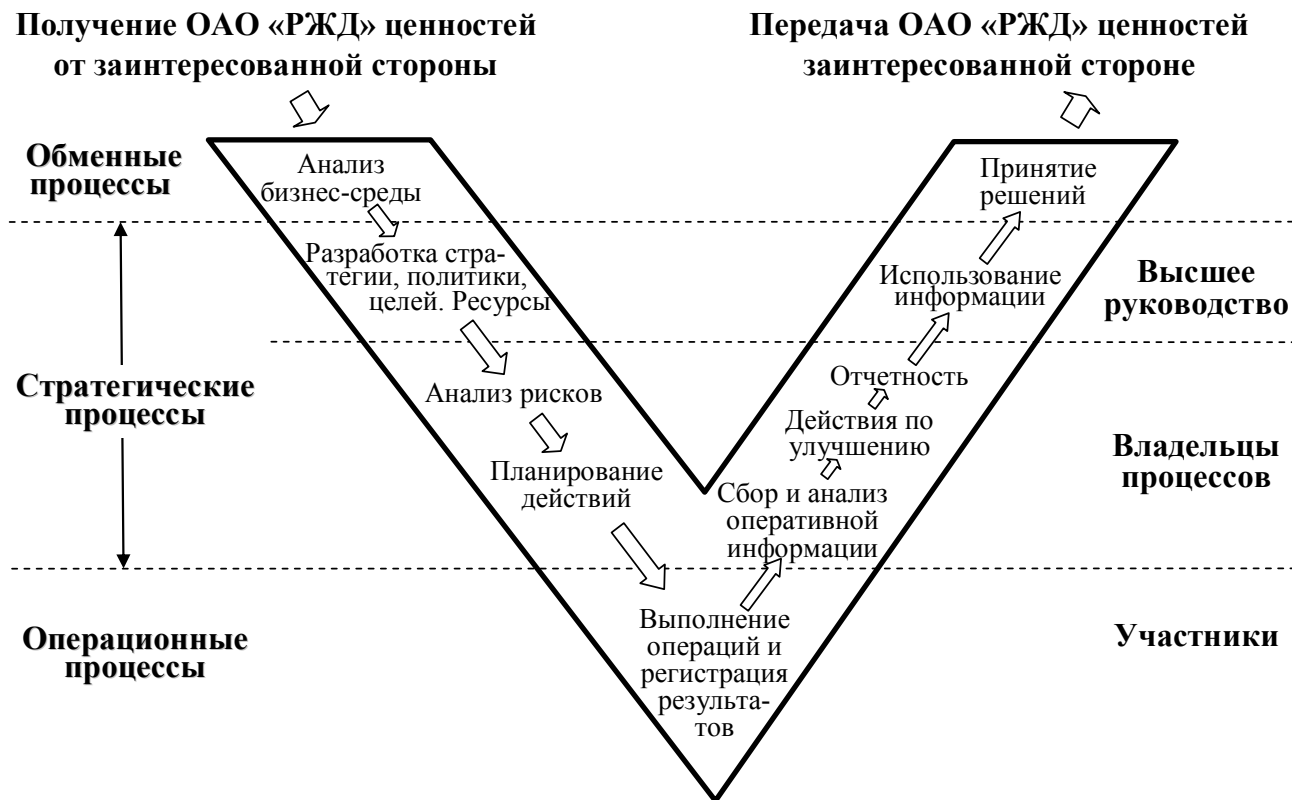 Получение ОАО «РЖД» ценностей
от заинтересованной стороны
Передача ОАО «РЖД» ценностей
заинтересованной стороне
Обменные
процессы
Анализ
бизнес-среды
Принятие
решений
Разработка стра-
тегии, политики,
целей. Ресурсы
Использование
информации
Высшее
руководство
Стратегические
процессы
Анализ рисков
Отчетность
Планирование
действий
Действия по
улучшению
Владельцы
процессов
Сбор и анализ
оперативной
информации
Операционные
процессы
Выполнение
операций и
регистрация
результа-
тов
Участники